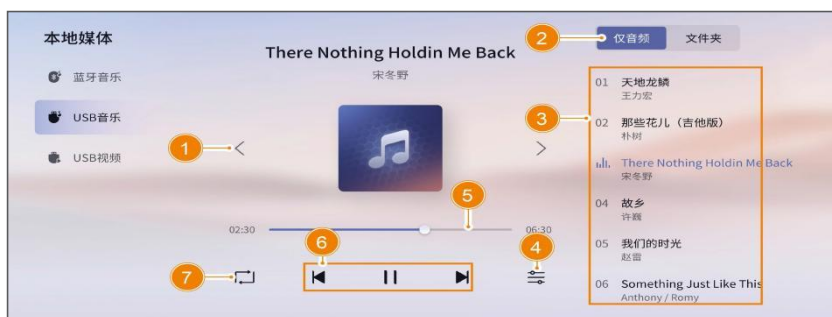 本地媒体
蓝牙音乐
USB音乐
USB视频
There Nothing Holdin Me Back
宋冬野
1
02:30
06:30
5
6
4
7
2
仅音频
文件夹
3
01 天地龙鳞
王力宏
02 那些花儿（吉他版）
朴树
There Nothing Holdin Me Back
宋冬野
04 故乡
许巍
05 我们的时光
赵雷
06 Something Just Like This
Anthony / Romy